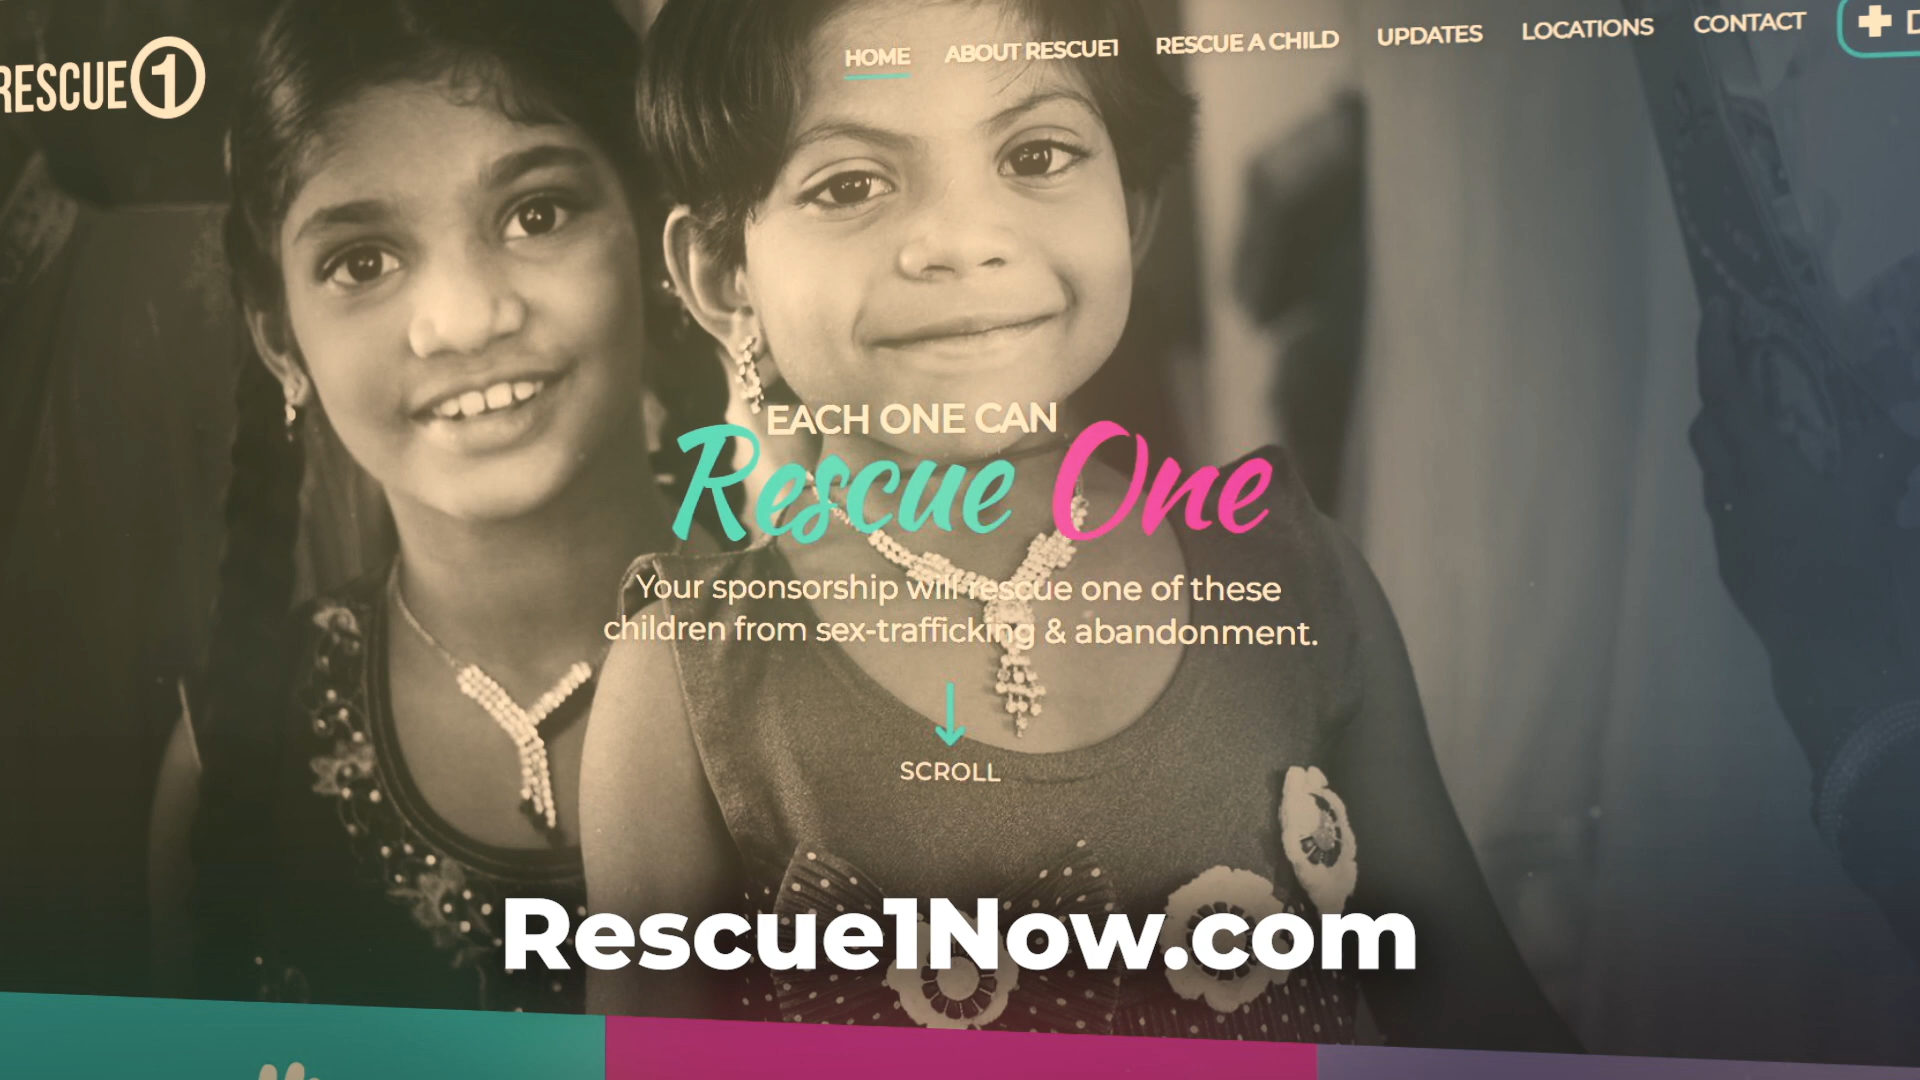 RESCUE1
HOME ABOUT RESCUE1 RESCUE A CHILD UPDATES LOCATIONS CONTACT
EACH ONE CAN
Rescue One
Your sponsorship will rescue one of these
children from sex-trafficking & abandonment.
SCROLL
Rescue1Now.com